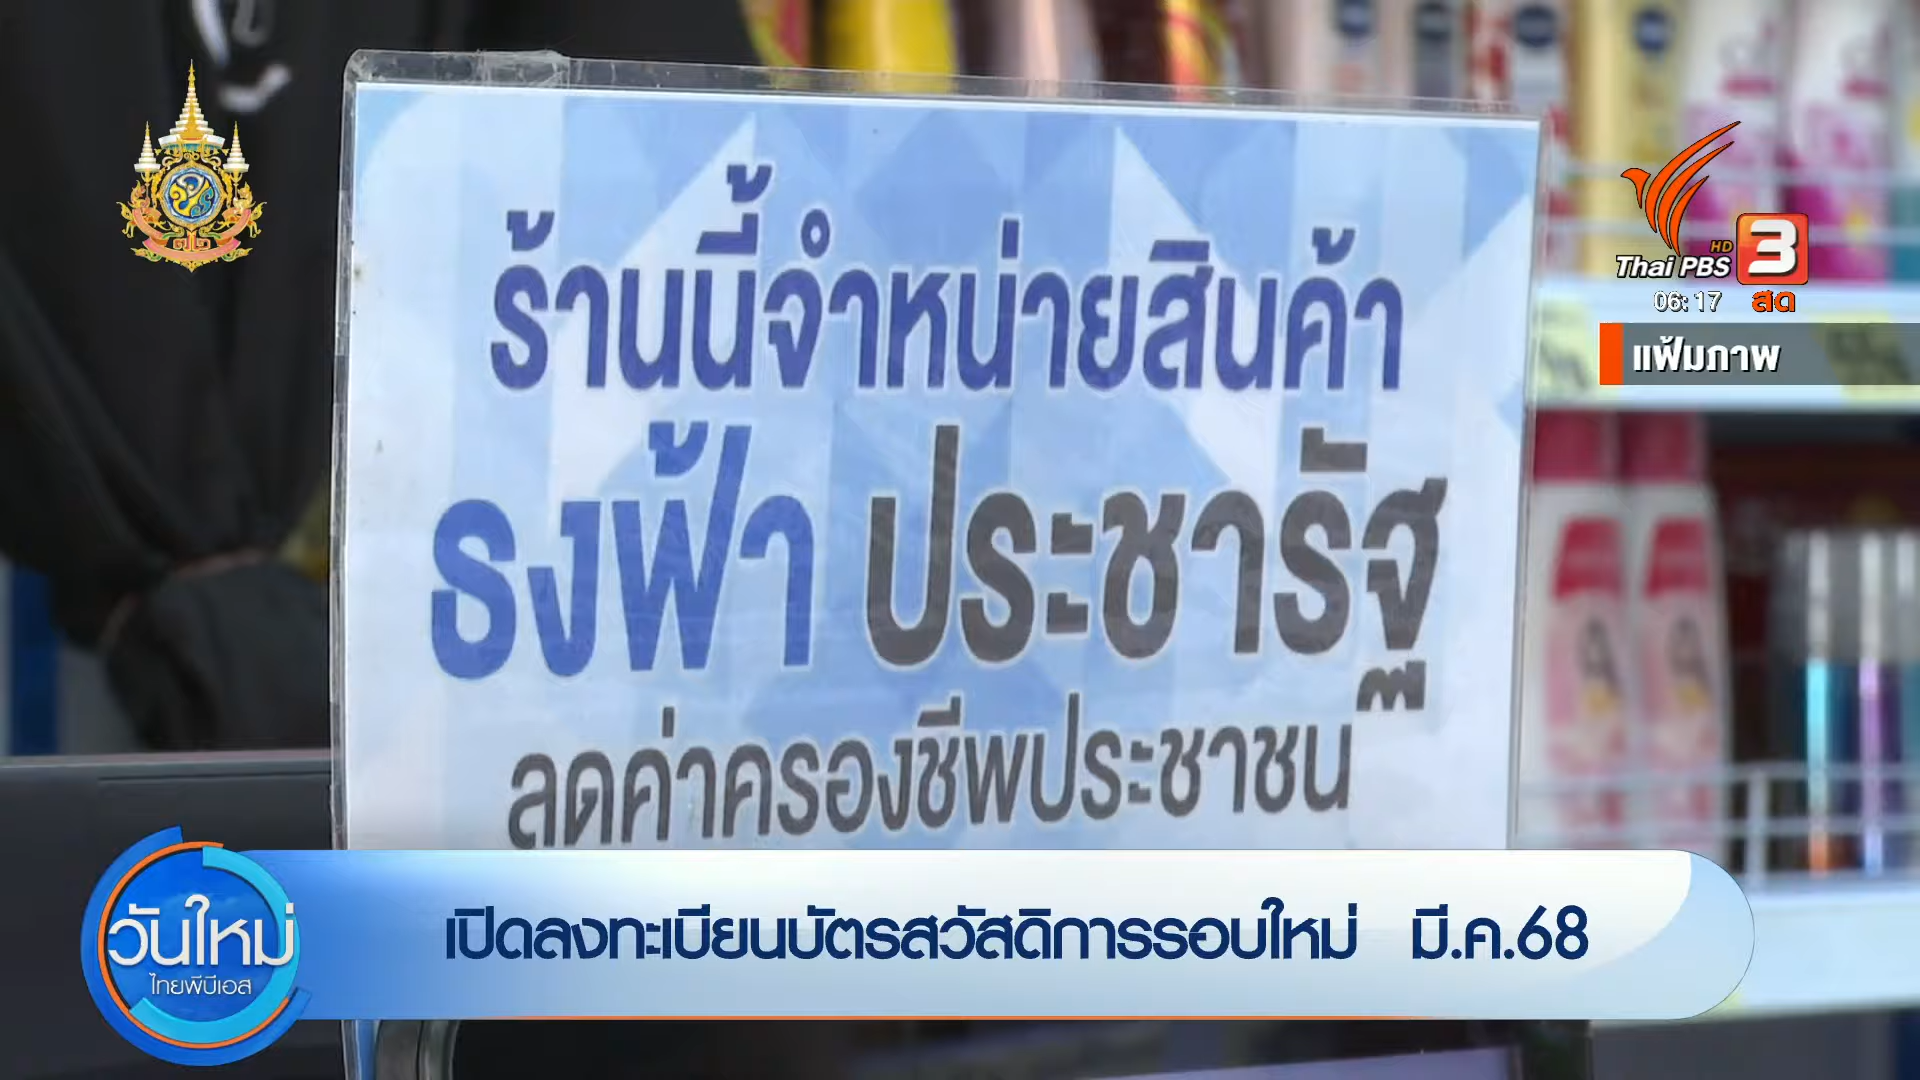 ร้านนี้จำหน่ายสินค้า
ธงฟ้า ประชารัฐ
ลดค่าครองชีพประชาชน
๗๒
HD
Thai PBS 3
06:17 สด
แฟ้มภาพ
วันใหม่
ไทยพีบีเอส
เปิดลงทะเบียนบัตรสวัสดิการรอบใหม่ มี.ค.68